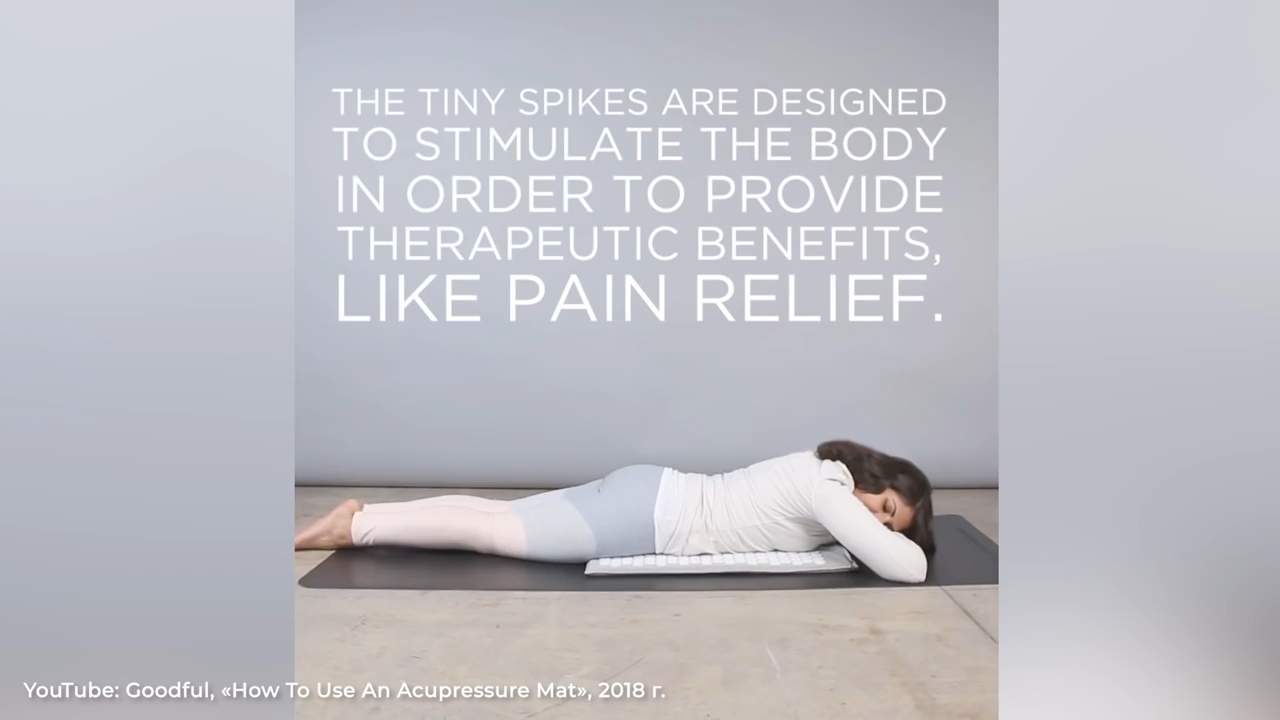 THE TINY SPIKES ARE DESIGNED
TO STIMULATE THE BODY
IN ORDER TO PROVIDE
THERAPEUTIC BENEFITS,
LIKE PAIN RELIEF.
YouTube: Goodful, «How To Use An Acupressure Mat», 2018 г.